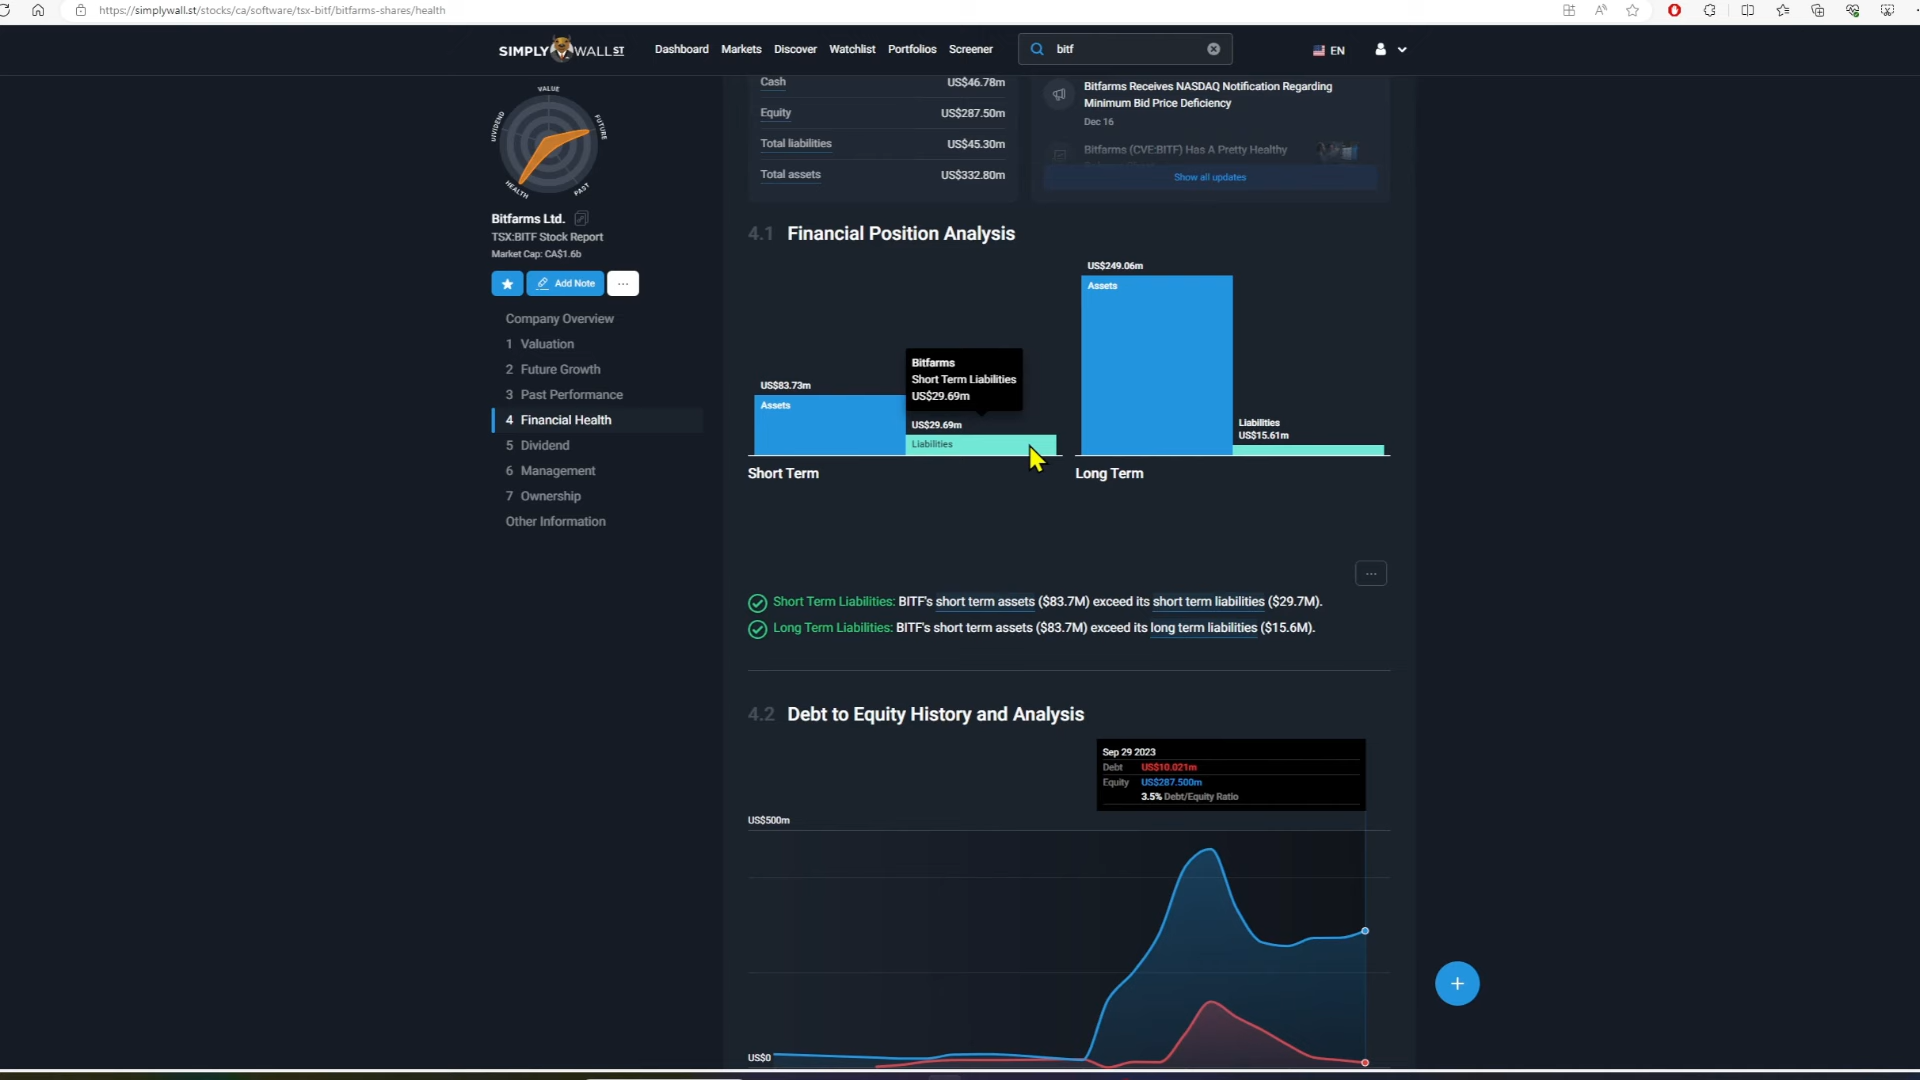 https://simplywall.st/stocks/ca/software/tsx-bitf/bitfarms-shares/health
SIMPLY WALL ST
Dashboard Markets Discover Watchlist Portfolios Screener
bitf
EN
VALUE
FUTURE
PAST
HEALTH
DIVIDEND
Bitfarms Ltd.
TSX:BITF Stock Report
Market Cap: CA$1.6b
Add Note
...
Company Overview
1 Valuation
2 Future Growth
3 Past Performance
4 Financial Health
5 Dividend
6 Management
7 Ownership
Other Information
Cash US$46.78m
Equity US$287.50m
Total liabilities US$45.30m
Total assets US$332.80m
Bitfarms Receives NASDAQ Notification Regarding
Minimum Bid Price Deficiency
Dec 16
Bitfarms (CVE:BITF) Has A Pretty Healthy
Show all updates
4.1 Financial Position Analysis
US$83.73m
Assets
Bitfarms
Short Term Liabilities
US$29.69m
US$29.69m
Liabilities
Short Term
US$249.06m
Assets
Liabilities
US$15.61m
Long Term
...
Short Term Liabilities: BITF's short term assets ($83.7M) exceed its short term liabilities ($29.7M).
Long Term Liabilities: BITF's short term assets ($83.7M) exceed its long term liabilities ($15.6M).
4.2 Debt to Equity History and Analysis
Sep 29 2023
Debt US$10.021m
Equity US$287.500m
3.5% Debt/Equity Ratio
US$500m
US$0